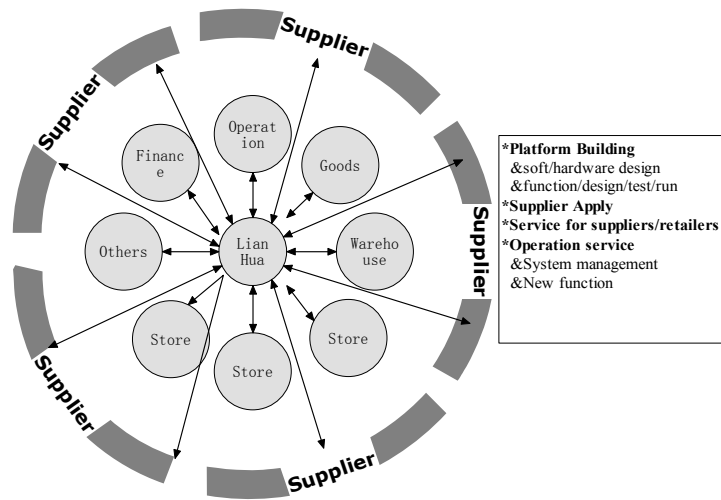 Supplier
Supplier
Operat
ion
Financ
e
Goods
Others
Lian
Hua
Wareho
use
Supplier
Store
Store
Store
Supplier
Supplier
*Platform Building
&soft/hardware design
&function/design/test/run
*Supplier Apply
*Service for suppliers/retailers
*Operation service
&System management
&New function